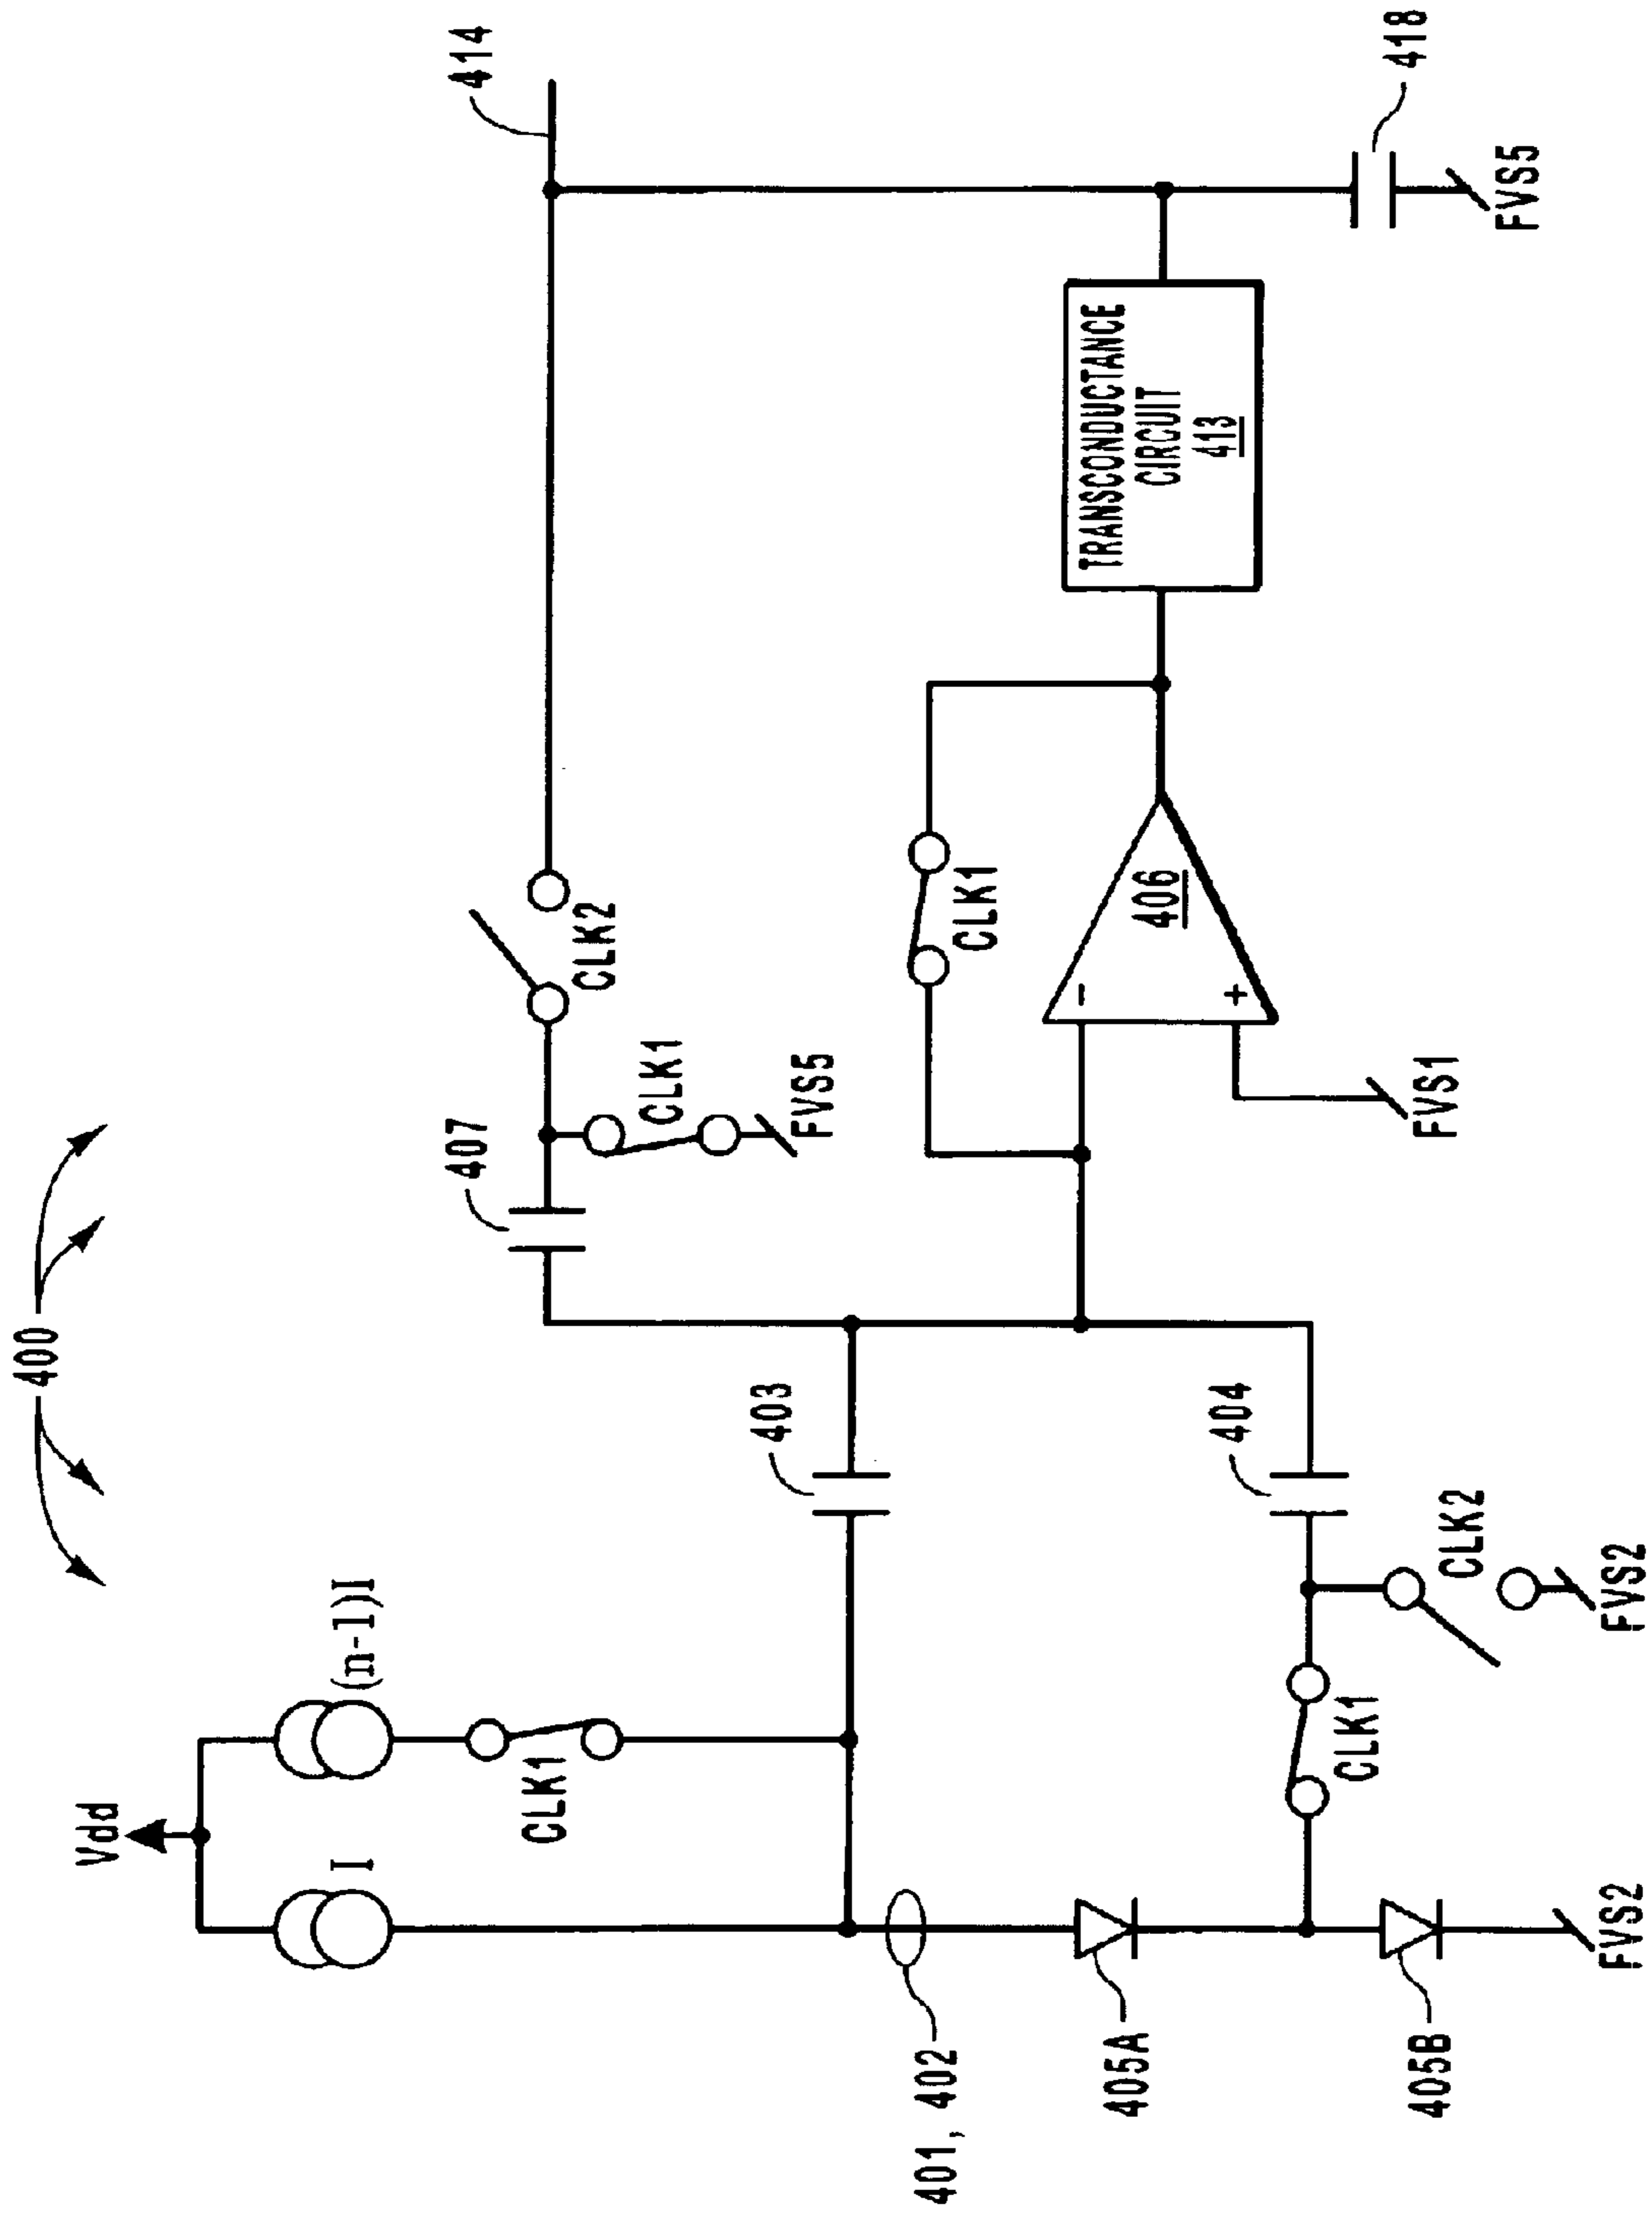 400
Vdd
I
(n-1)I
CLK1
401, 402
403
407
CLK1
FVS5
CLK2
414
405A
405B
FVS2
CLK1
404
CLK2
FVS2
CLK1
-
+
406
FVS1
TRANSCONDUCTANCE
CIRCUIT
413
418
FVS5